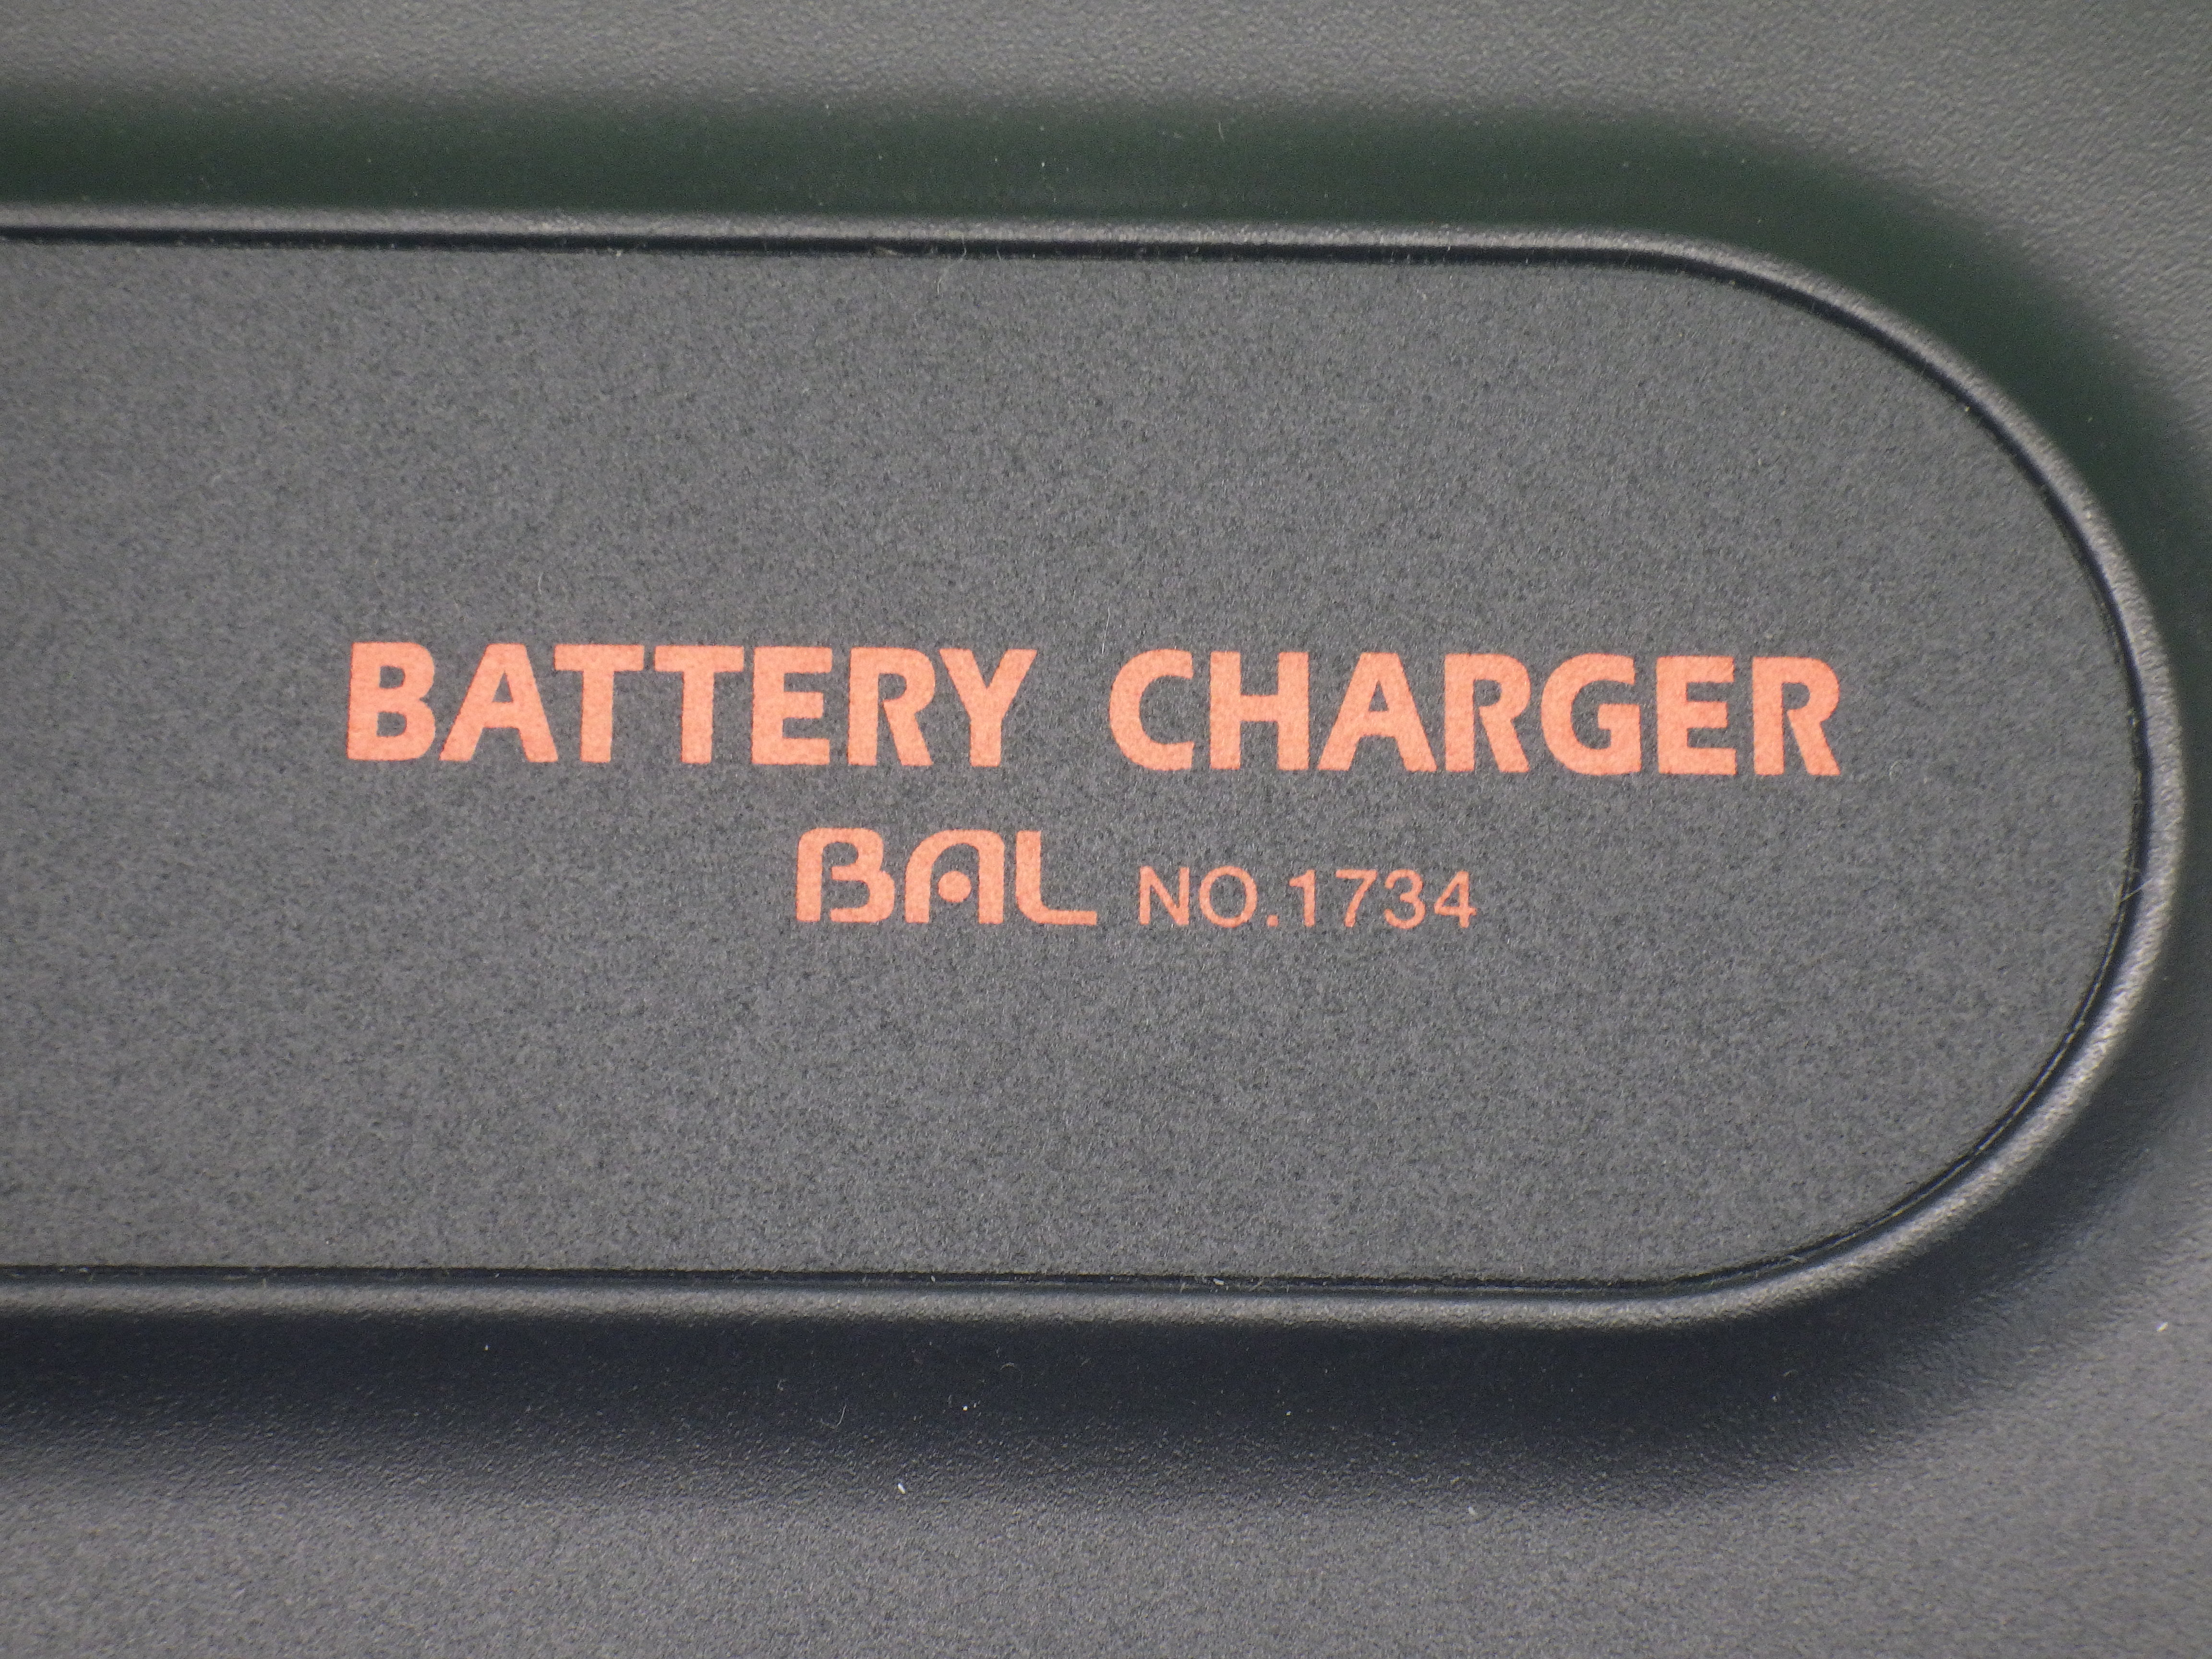 BATTERY CHARGER
BAL NO.1734